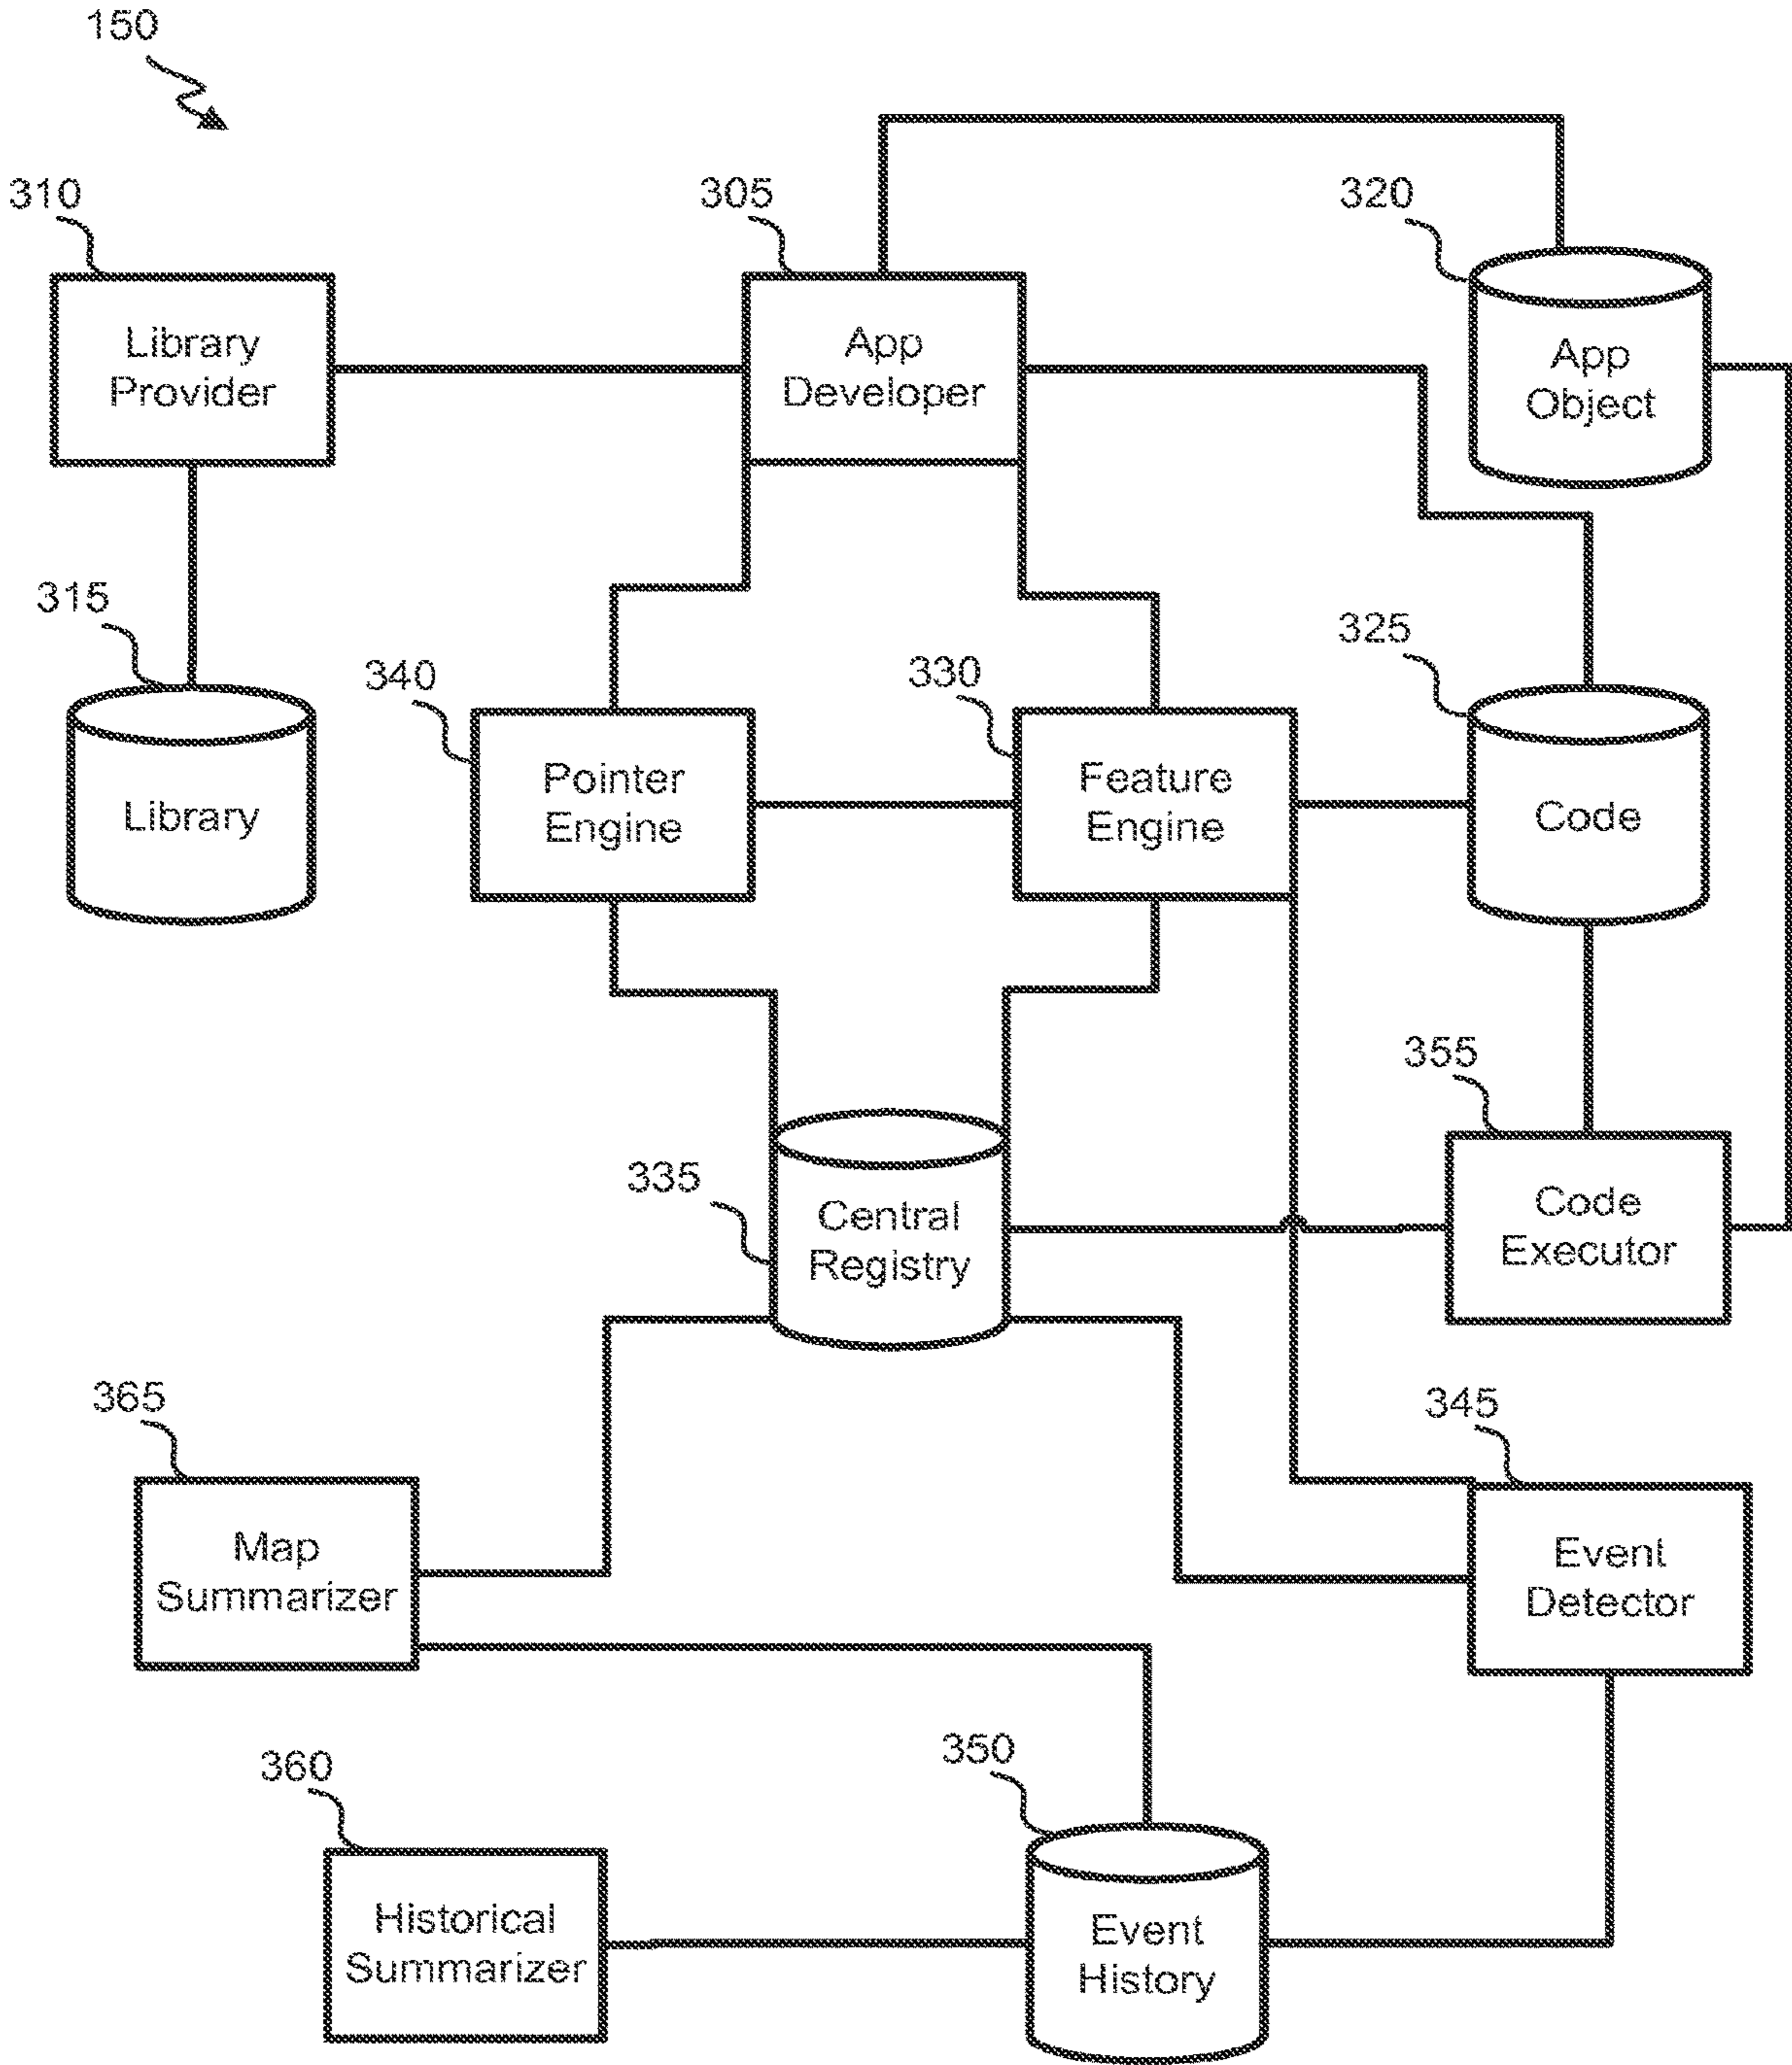 150
310
305
320
Library
Provider
App
Developer
App
Object
315
340
330
325
Library
Pointer
Engine
Feature
Engine
Code
335
355
Central
Registry
Code
Executor
365
345
Map
Summarizer
Event
Detector
360
350
Historical
Summarizer
Event
History